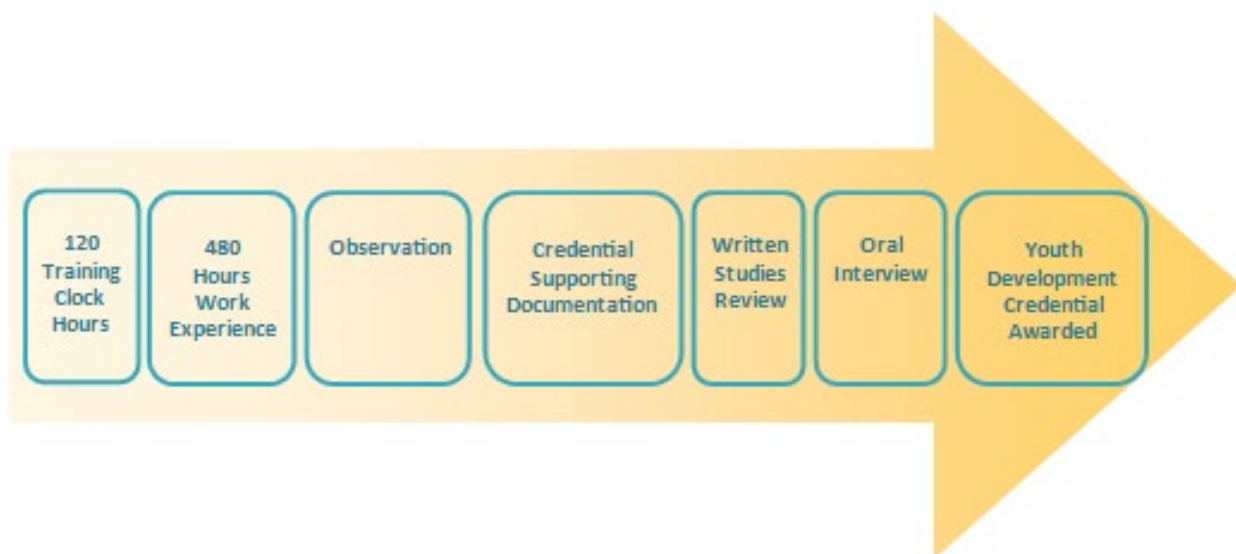 120
Training
Clock
Hours
480
Hours
Work
Experience
Observation
Credential
Supporting
Documentation
Written
Studies
Review
Oral
Interview
Youth
Development
Credential
Awarded